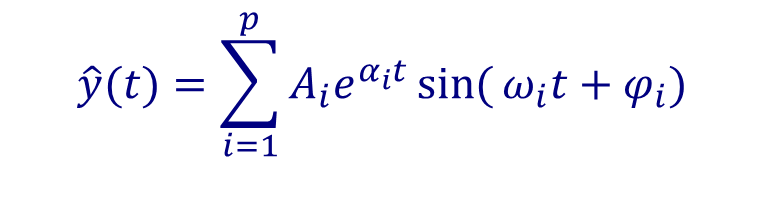 ŷ(t) = ∑_{i=1}^{p} A_i e^{α_i t} sin( ω_i t + φ_i)